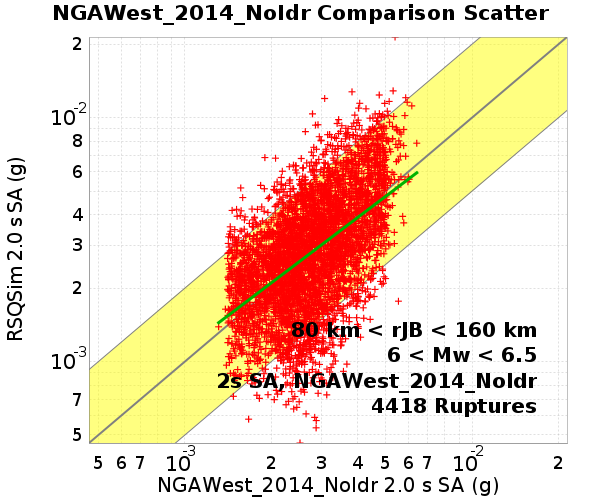 NGAWest_2014_NoIdr Comparison Scatter
2
10-2
8
6
4
3
2
10-3
7
5
RSQSim 2.0 s SA (g)
80 km < rJB < 160 km
6 < Mw < 6.5
2s SA, NGAWest_2014_NoIdr
4418 Ruptures
5 6 7 10-3 2 3 4 5 6 7 10-2 2
NGAWest_2014_NoIdr 2.0 s SA (g)